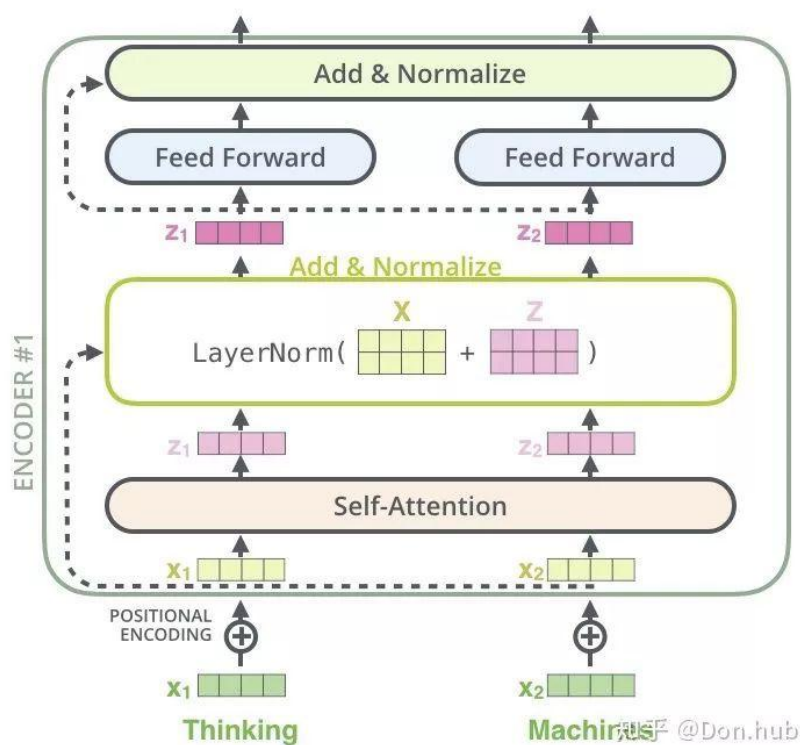 Add & Normalize
Feed Forward
Feed Forward
z1
z2
Add & Normalize
X
Z
LayerNorm(
+
)
ENCODER #1
z1
z2
Self-Attention
x1
x2
POSITIONAL
ENCODING
x1
x2
Thinking
Machines
知乎 @Don.hub